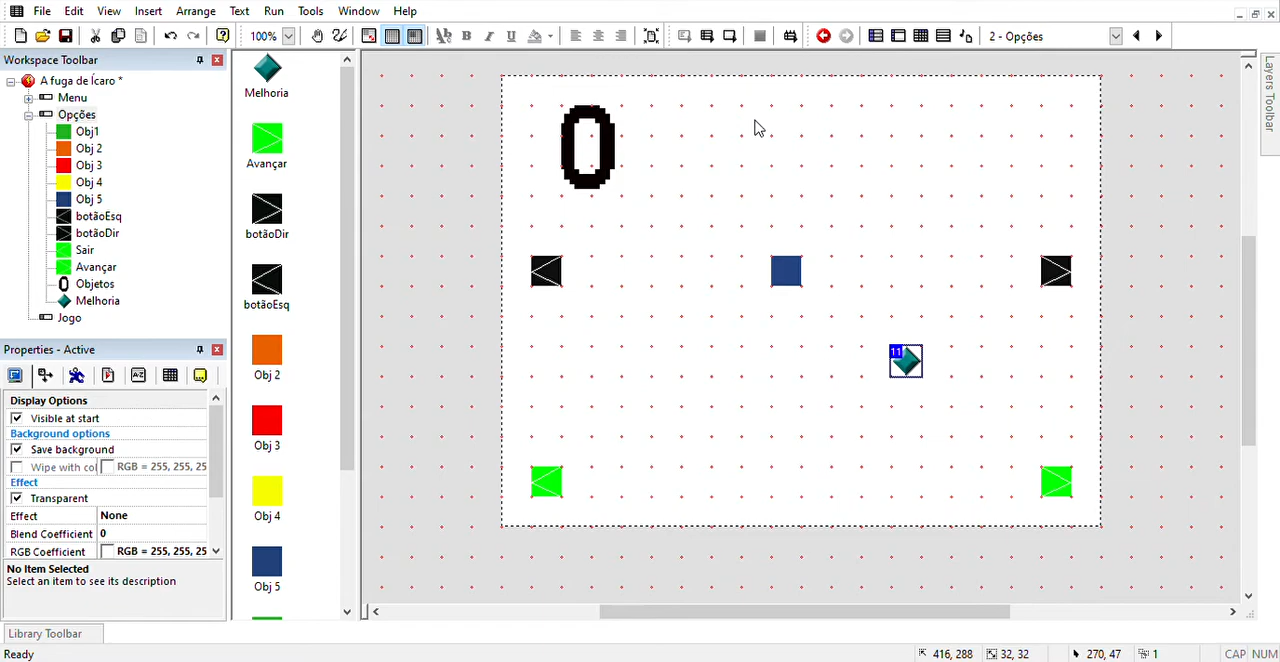 File Edit View Insert Arrange Text Run Tools Window Help
100% 2 - Opções
Workspace Toolbar
A fuga de Ícaro *
Menu
Opções
Obj1
Obj 2
Obj 3
Obj 4
Obj 5
botãoEsq
botãoDir
Sair
Avançar
Objetos
Melhoria
Jogo
Properties - Active
Display Options
Visible at start
Background options
Save background
Wipe with col RGB = 255, 255, 25
Effect
Transparent
Effect None
Blend Coefficient 0
RGB Coefficient RGB = 255, 255, 25
No Item Selected
Select an item to see its description
Library Toolbar
Melhoria
Avançar
botãoDir
botãoEsq
Obj 2
Obj 3
Obj 4
Obj 5
0
11
Layers Toolbar
Ready 416, 288 32, 32 270, 47 1 CAP NUM